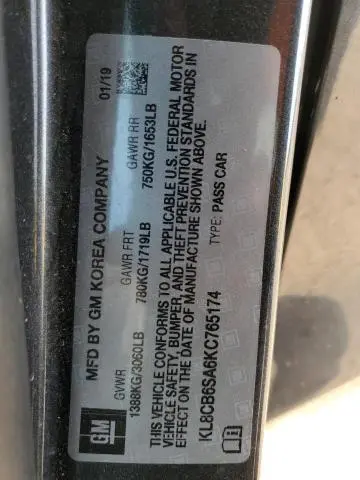 GM
MFD BY GM KOREA COMPANY 01/19
GVWR GAWR FRT GAWR RR
1388KG/3060LB 780KG/1719LB 750KG/1653LB
THIS VEHICLE CONFORMS TO ALL APPLICABLE U.S. FEDERAL MOTOR
VEHICLE SAFETY, BUMPER, AND THEFT PREVENTION STANDARDS IN
EFFECT ON THE DATE OF MANUFACTURE SHOWN ABOVE.
KL8CB6SA6KC765174 TYPE: PASS CAR